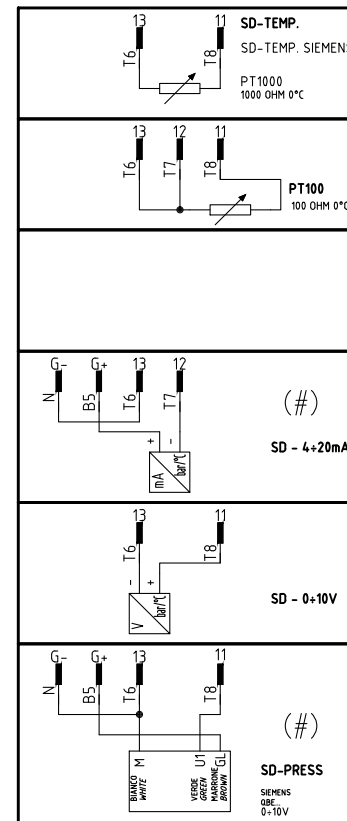 13 11 SD-TEMP.
T6 T8 SD-TEMP. SIEMENS
PT1000
1000 OHM 0°C
13 12 11
T6 T7 T8
PT100
100 OHM 0°C
G- G+ 13 12
N B5 T6 T7
(#)
+ -
SD - 4÷20mA
mA bar/°C
13 11
T6 T8
- +
SD - 0÷10V
V bar/°C
G- G+ 13 11
N B5 T6 T8
(#)
M U1 GL
BIANCO
WHITE
VERDE
GREEN
MARRONE
BROWN
SD-PRESS
SIEMENS
QBE...
0÷10V